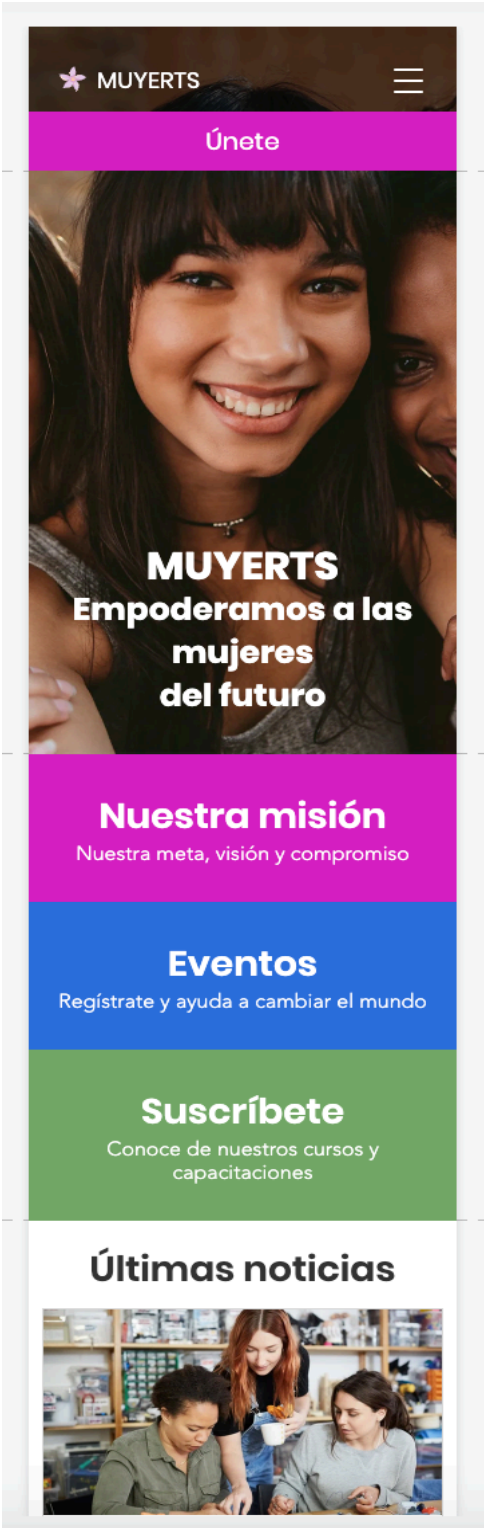 MUYERTS
Únete
MUYERTS
Empoderamos a las
mujeres
del futuro
Nuestra misión
Nuestra meta, visión y compromiso
Eventos
Regístrate y ayuda a cambiar el mundo
Suscríbete
Conoce de nuestros cursos y
capacitaciones
Últimas noticias